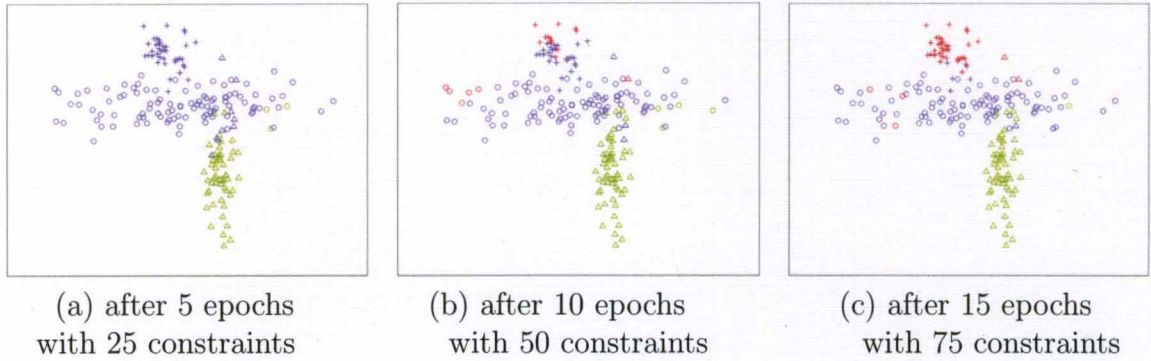 (a) after 5 epochs
with 25 constraints
(b) after 10 epochs
with 50 constraints
(c) after 15 epochs
with 75 constraints